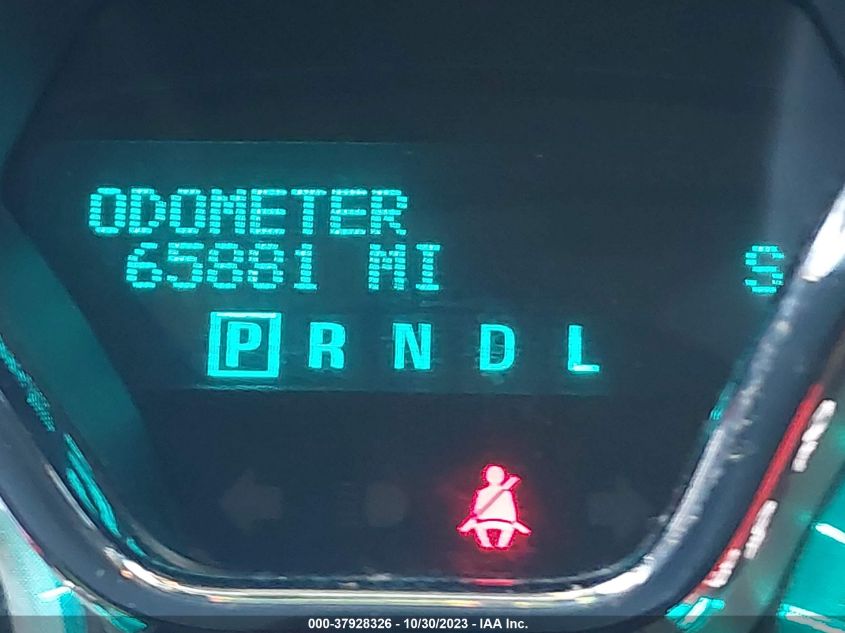 ODOMETER
65881 MI S
P R N D L
000-37928326 - 10/30/2023 - IAA Inc.